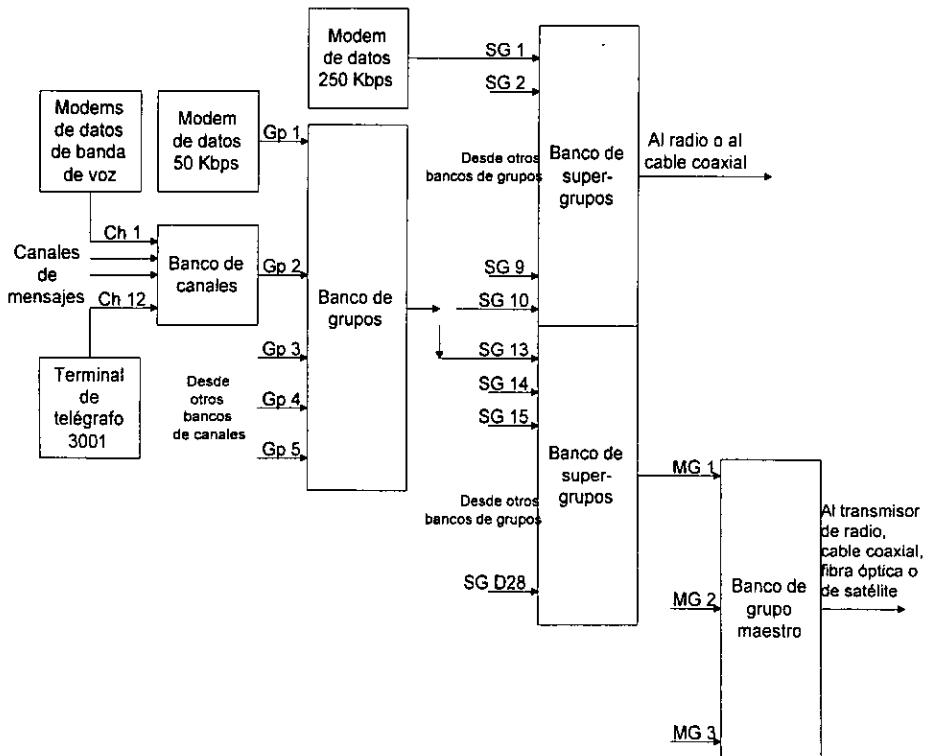 Modem
de datos
250 Kbps
SG 1
SG 2
Modems
de datos
de banda
de voz
Modem
de datos
50 Kbps
Gp 1
Desde otros
bancos de grupos
Banco de
super-
grupos
Al radio o al
cable coaxial
Ch 1
Canales
de
mensajes
Ch 12
Banco de
canales
Gp 2
Banco de
grupos
SG 9
SG 10
Gp 3
SG 13
SG 14
SG 15
Terminal
de
telégrafo
3001
Desde
otros
bancos
de canales
Gp 4
Gp 5
Banco de
super-
grupos
Desde otros
bancos de grupos
SG D28
MG 1
MG 2
MG 3
Banco de
grupo
maestro
Al transmisor
de radio,
cable coaxial,
fibra óptica o
de satélite